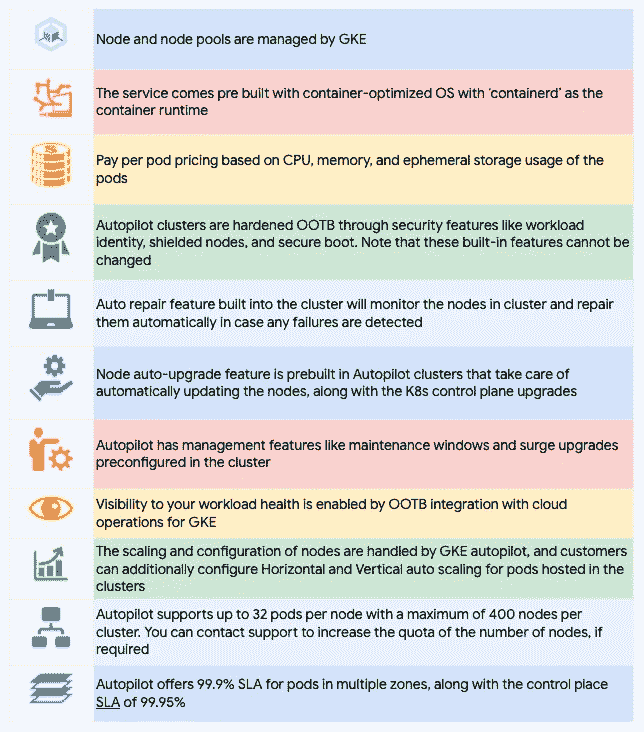 Node and node pools are managed by GKE
The service comes pre built with container-optimized OS with 'containerd' as the
container runtime
Pay per pod pricing based on CPU, memory, and ephemeral storage usage of the
pods
Autopilot clusters are hardened OOTB through security features like workload
identity, shielded nodes, and secure boot. Note that these built-in features cannot be
changed
Auto repair feature built into the cluster will monitor the nodes in cluster and repair
them automatically in case any failures are detected
Node auto-upgrade feature is prebuilt in Autopilot clusters that take care of
automatically updating the nodes, along with the K8s control plane upgrades
Autopilot has management features like maintenance windows and surge upgrades
preconfigured in the cluster
Visibility to your workload health is enabled by OOTB integration with cloud
operations for GKE
The scaling and configuration of nodes are handled by GKE autopilot, and customers
can additionally configure Horizontal and Vertical auto scaling for pods hosted in the
clusters
Autopilot supports up to 32 pods per node with a maximum of 400 nodes per
cluster. You can contact support to increase the quota of the number of nodes, if
required
Autopilot offers 99.9% SLA for pods in multiple zones, along with the control place
SLA of 99.95%